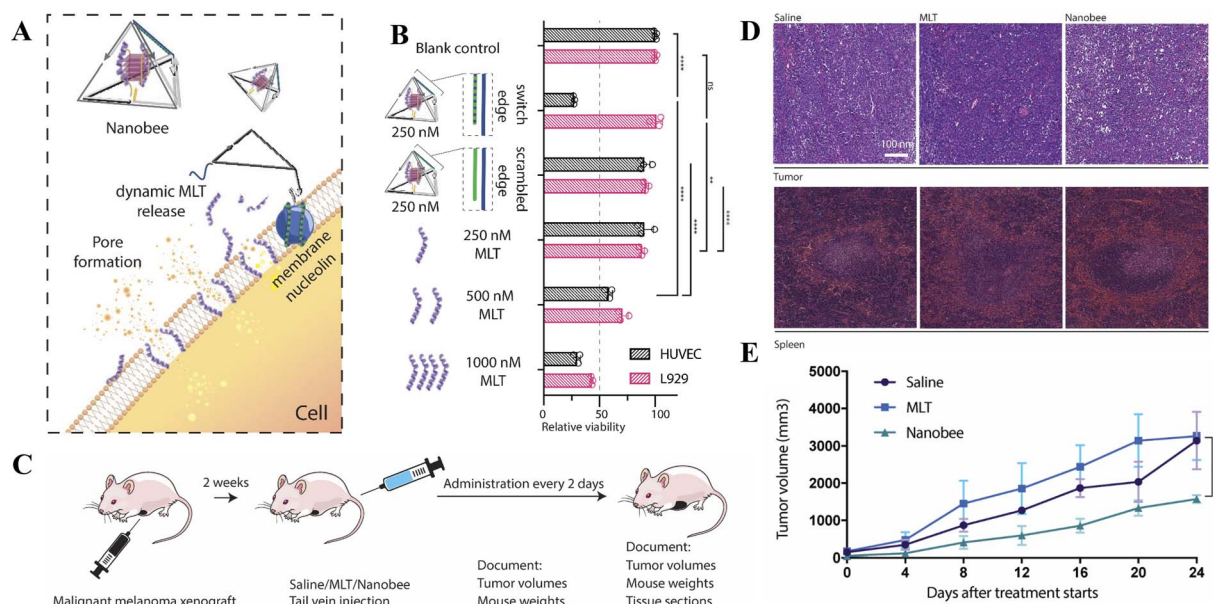 A
Nanobee
dynamic MLT
release
Pore
formation
membrane
nucleolin
Cell
B
Blank control
250 nM
switch
edge
250 nM
scrambled
edge
250 nM
MLT
500 nM
MLT
1000 nM
MLT
****
ns
**
****
****
****
HUVEC
L929
0 50 100
Relative viability
C
2 weeks
Administration every 2 days
Malignant melanoma xenograft
Saline/MLT/Nanobee
Tail vein injection
Document:
Tumor volumes
Mouse weights
Document:
Tumor volumes
Mouse weights
Tissue sections
D
Saline MLT Nanobee
100 nm
Tumor
Spleen
E
5000
4000
3000
2000
1000
0
Tumor volume (mm3)
Saline
MLT
Nanobee
0 4 8 12 16 20 24
Days after treatment starts